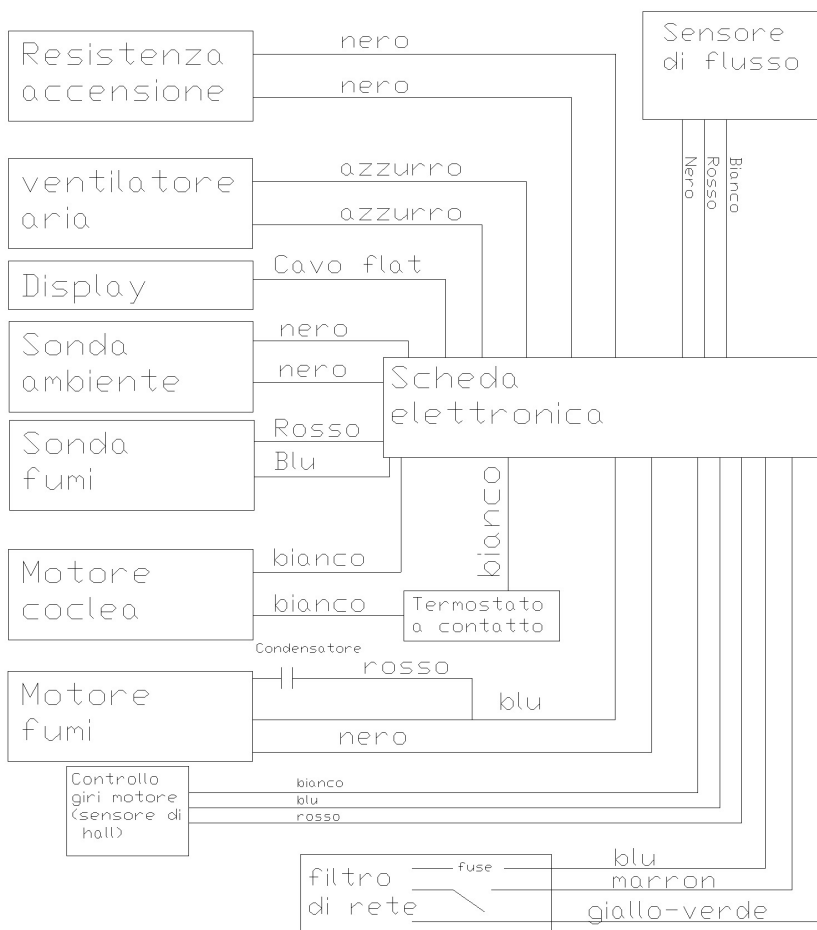 Resistenza
accensione
nero
nero
Sensore
di flusso
Nero
Rosso
Bianco
ventilatore
aria
azzurro
azzurro
Display
Cavo flat
Sonda
ambiente
nero
nero
Scheda
elettronica
Sonda
fumi
Rosso
Blu
bianco
Motore
coclea
bianco
bianco
Termostato
a contatto
Condensatore
rosso
Motore
fumi
blu
nero
Controllo
giri motore
(sensore di
hall)
bianco
blu
rosso
filtro
di rete
fuse
blu
marron
giallo-verde